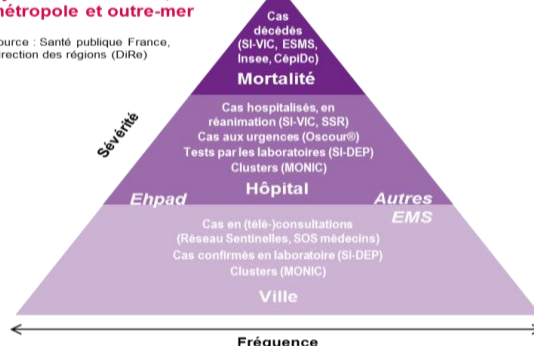 métropole et outre-mer
Source : Santé publique France,
direction des régions (DiRe)
Cas
décédés
(SI-VIC, ESMS,
Insee, CépiDc)
Mortalité
Sévérité
Cas hospitalisés, en
réanimation (SI-VIC, SSR)
Cas aux urgences (Oscour®)
Tests par les laboratoires (SI-DEP)
Clusters (MONIC)
Hôpital
Ehpad
Autres
EMS
Cas en (télé-)consultations
(Réseau Sentinelles, SOS médecins)
Cas confirmés en laboratoire (SI-DEP)
Clusters (MONIC)
Ville
Fréquence